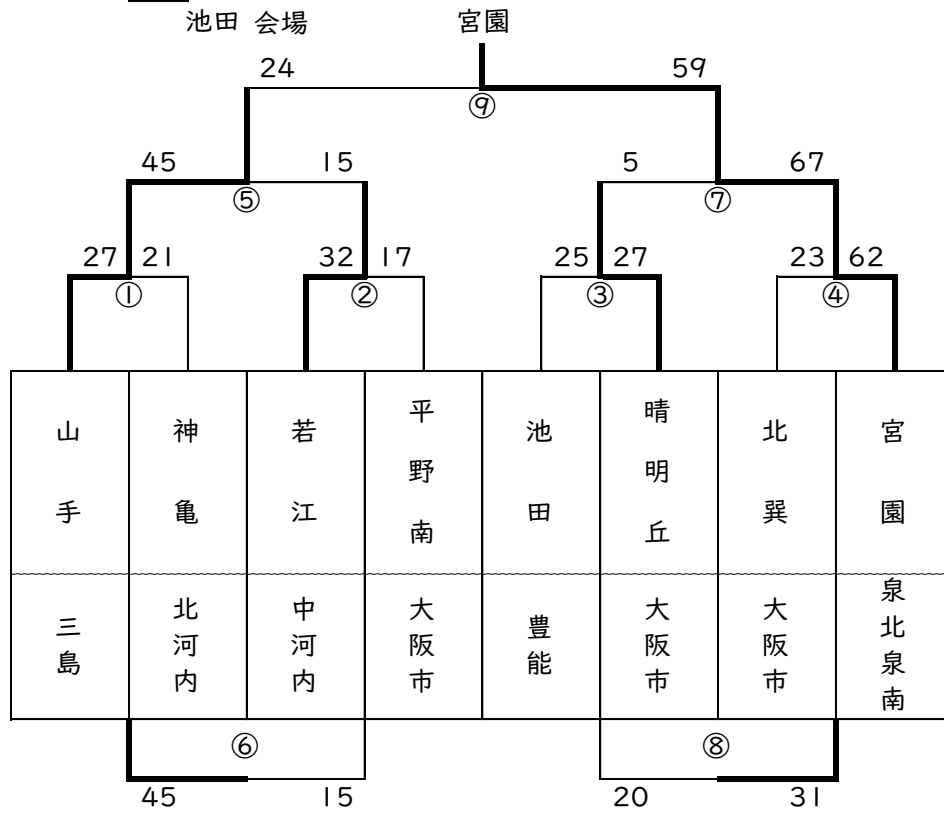 池田 会場 宮園
24 59
⑨
45 15 5 67
⑤ ⑦
27 21 32 17 25 27 23 62
① ② ③ ④
山手 神亀 若江 平野南 池田 晴明丘 北巽 宮園
三島 北河内 中河内 大阪市 豊能 大阪市 大阪市 泉北泉南
⑥ ⑧
45 15 20 31